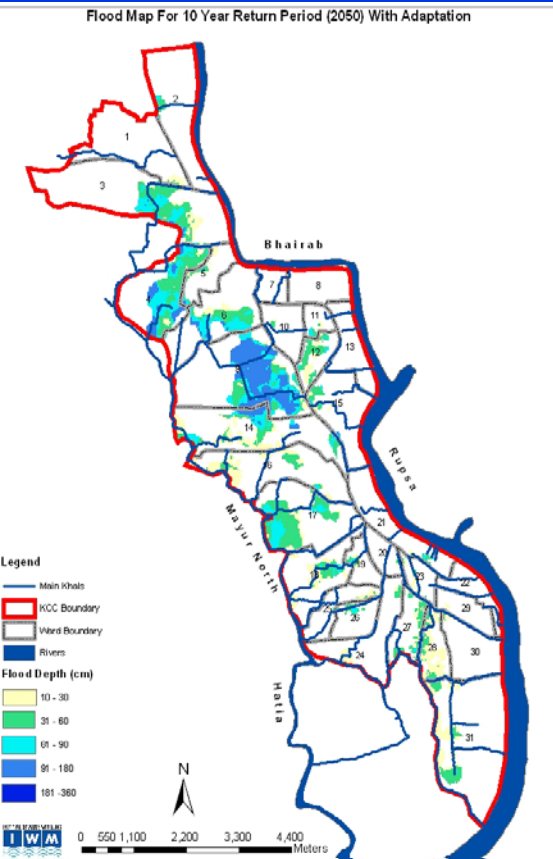 Flood Map For 10 Year Return Period (2050) With Adaptation
2
1
3
Bhairab
5
7
8
4
6
11
10
12
13
9
15
14
16
Rupsa
17
21
Mayur North
20
19
18
23
22
25
26
29
27
28
24
30
Hatia
31
Legend
Main Khals
KCC Boundary
Ward Boundary
Rivers
Flood Depth (cm)
10 - 30
31 - 60
61 - 90
91 - 180
181 -360
N
IWM
0 550 1,100 2,200 3,300 4,400
Meters